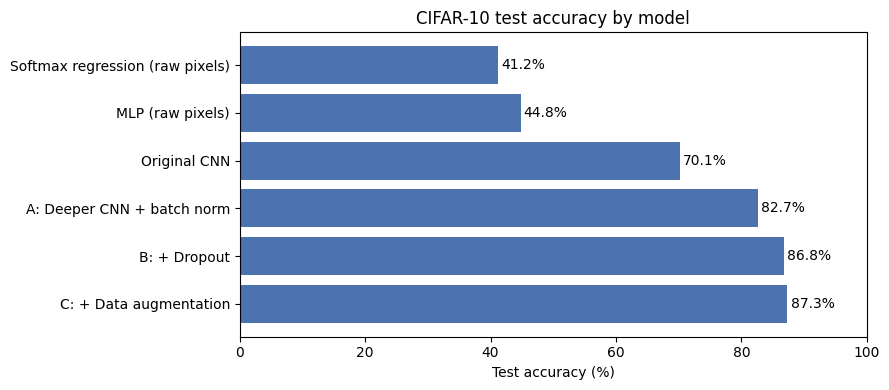 CIFAR-10 test accuracy by model
Softmax regression (raw pixels) 41.2%
MLP (raw pixels) 44.8%
Original CNN 70.1%
A: Deeper CNN + batch norm 82.7%
B: + Dropout 86.8%
C: + Data augmentation 87.3%
0 20 40 60 80 100
Test accuracy (%)